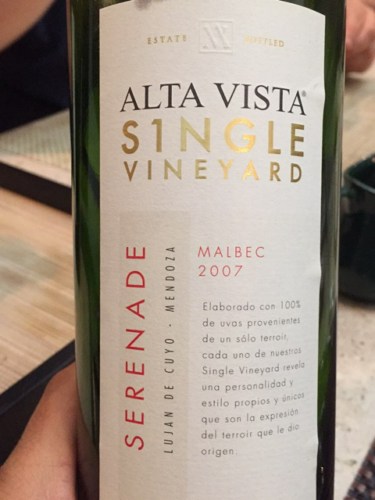 ESTATE BOTTLED
ALTA VISTA®
S1NGLE
VINEYARD
SERENADE
LUJAN DE CUYO - MENDOZA
MALBEC
2007
Elaborado con 100%
de uvas provenientes
de un sólo terroir,
cada uno de nuestros
Single Vineyard revela
una personalidad y
estilo propios y únicos
que son la expresión
del terroir que le dio
origen.